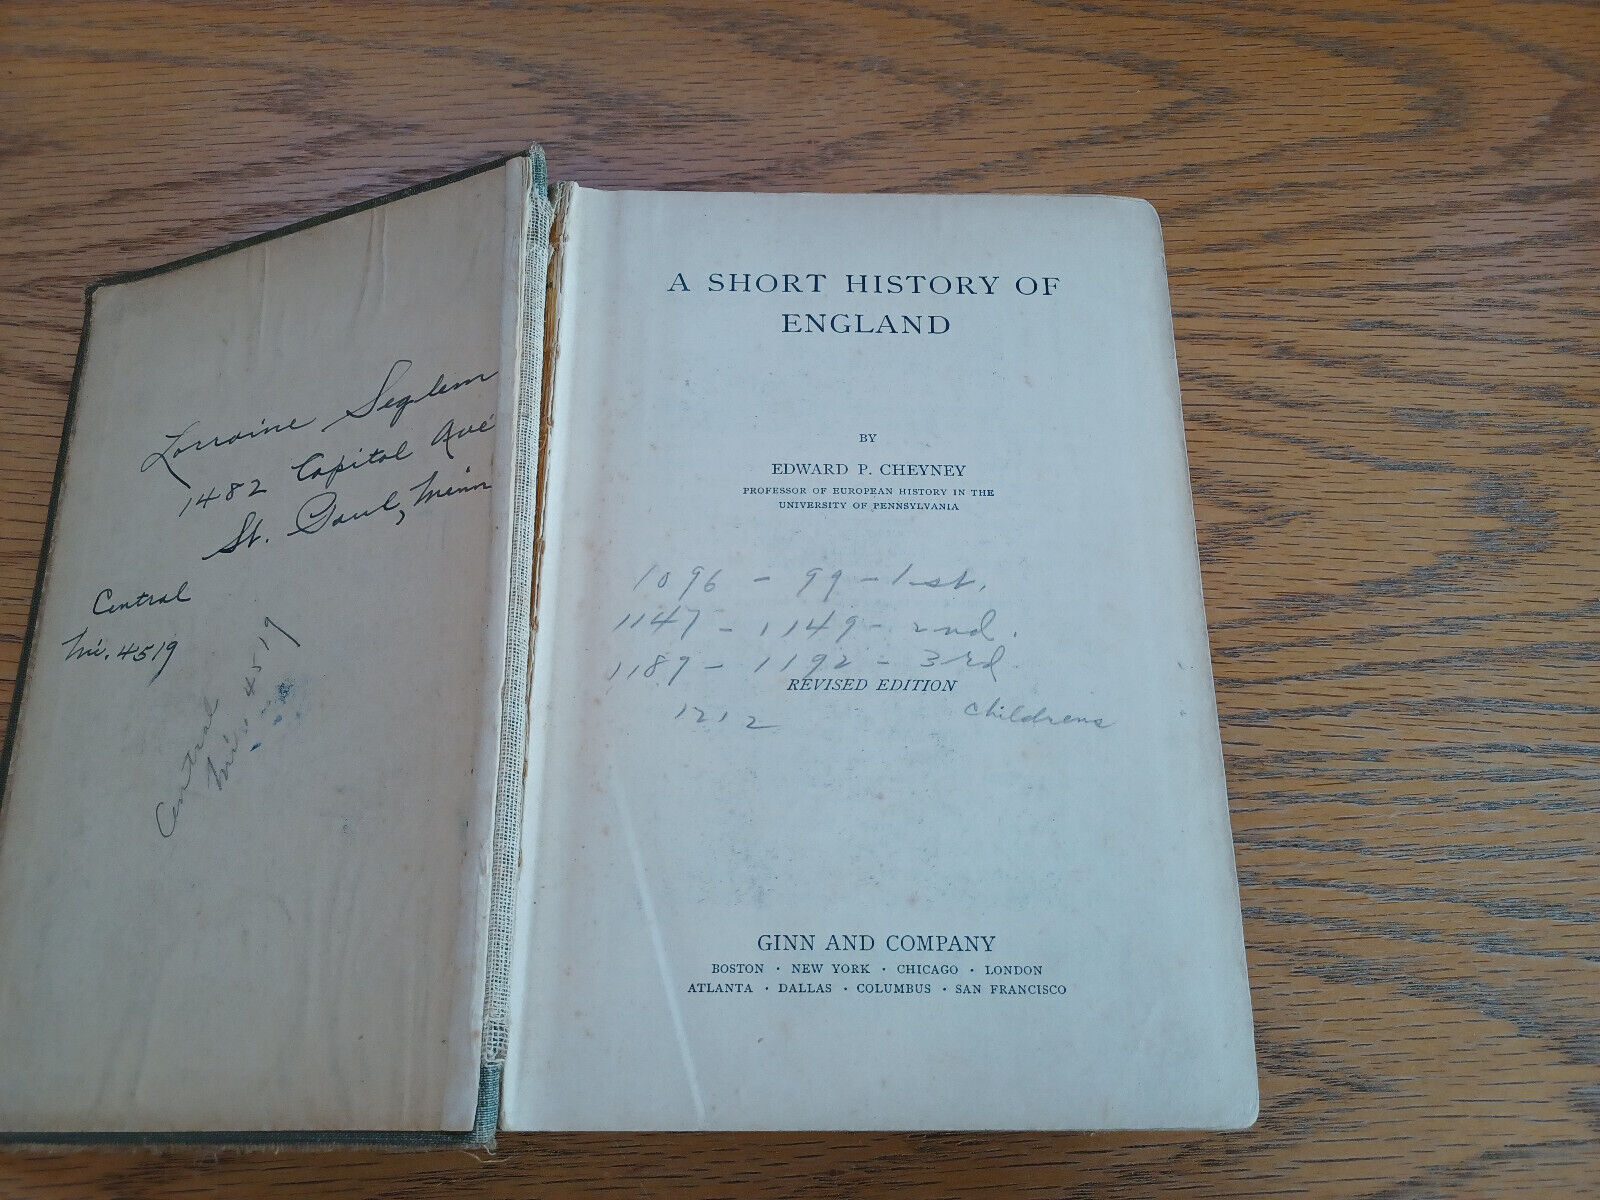 Lorraine Seglem
1482 Capitol Ave
St. Paul, Minn
Central
Mi. 4519
Central
Mi. 4519
A SHORT HISTORY OF
ENGLAND
BY
EDWARD P. CHEYNEY
PROFESSOR OF EUROPEAN HISTORY IN THE
UNIVERSITY OF PENNSYLVANIA
1096 - 99 - 1st.
1147 - 1149 - 2nd.
1189 - 1192 - 3rd
REVISED EDITION
1212 childrens
GINN AND COMPANY
BOSTON · NEW YORK · CHICAGO · LONDON
ATLANTA · DALLAS · COLUMBUS · SAN FRANCISCO